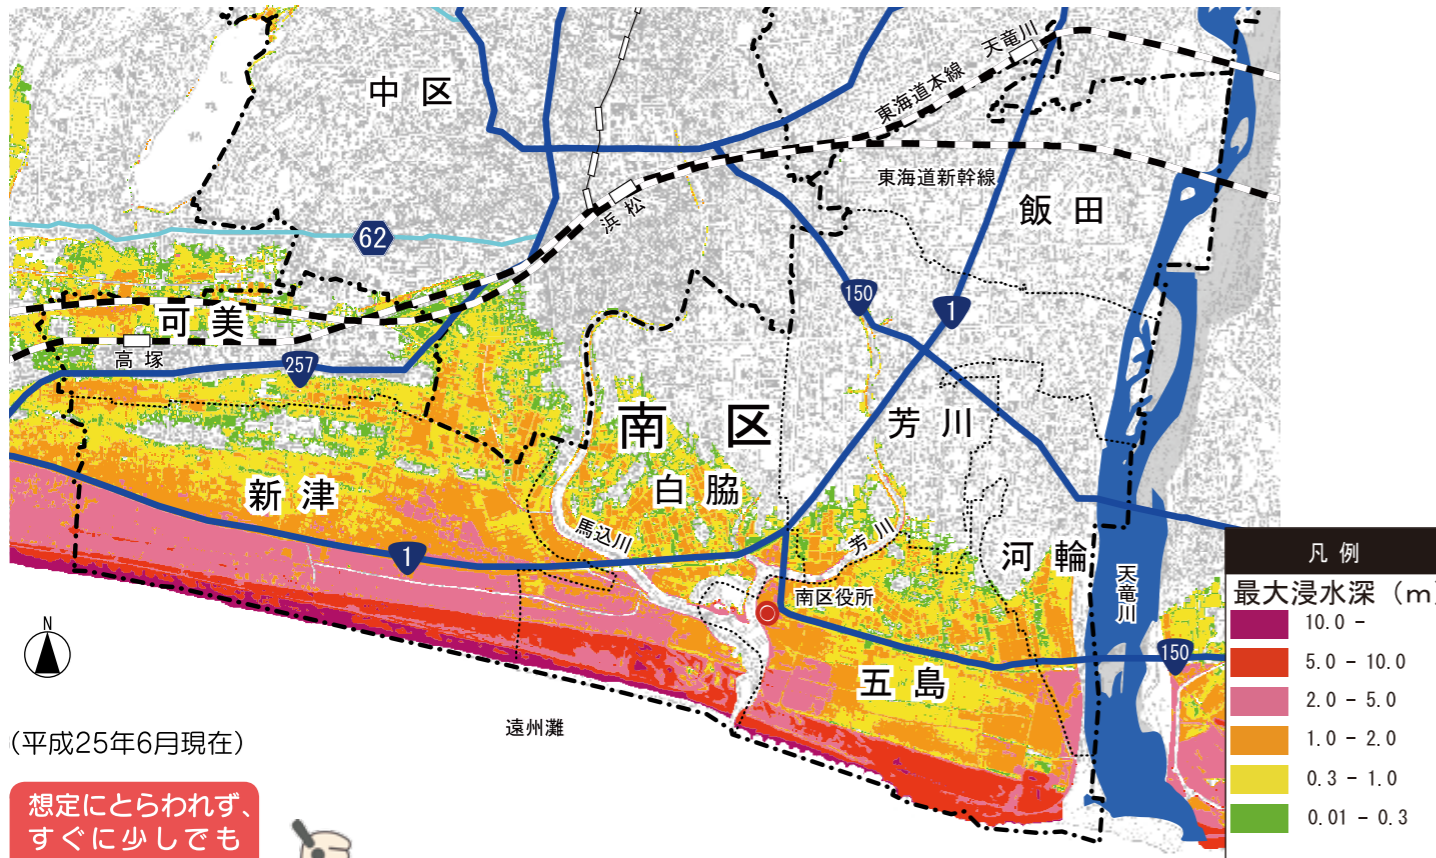 天竜川
中区
東海道本線
東海道新幹線
飯田
浜松
62
150
1
可美
高塚
257
南区
芳川
新津
白脇
馬込川
芳川
1
河輪
天竜川
南区役所
150
五島
遠州灘
N
凡例
最大浸水深(m)
10.0 -
5.0 - 10.0
2.0 - 5.0
1.0 - 2.0
0.3 - 1.0
0.01 - 0.3
(平成25年6月現在)
想定にとらわれず、
すぐに少しでも